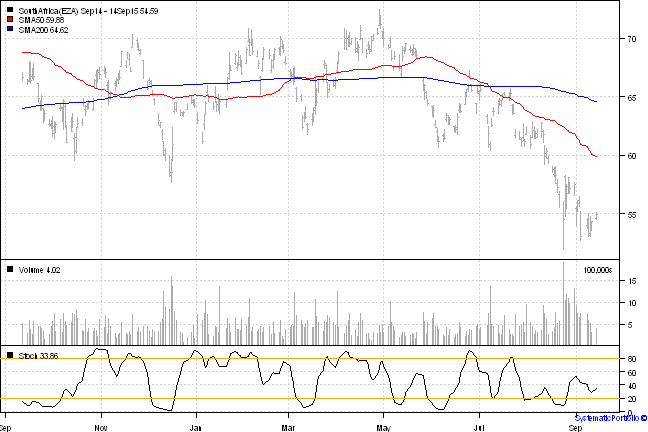 SouthAfrica(EZA) Sep14 - 14Sep15 54.59
SMA50 59.88
SMA200 64.62
70
65
60
55
Volume 4.02
100,000s
15
10
5
Stoch 33.86
80
60
40
20
0
Sep Nov Jan Mar May Jul Sep
SystematicPortfolio ©